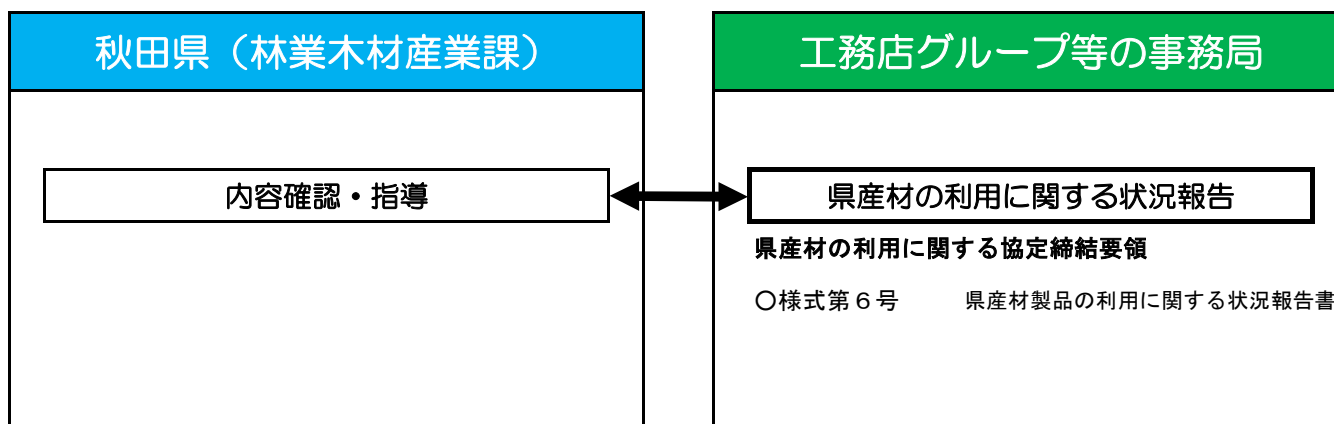 秋田県（林業木材産業課）
内容確認・指導
工務店グループ等の事務局
県産材の利用に関する状況報告
県産材の利用に関する協定締結要領
〇様式第６号　　県産材製品の利用に関する状況報告書